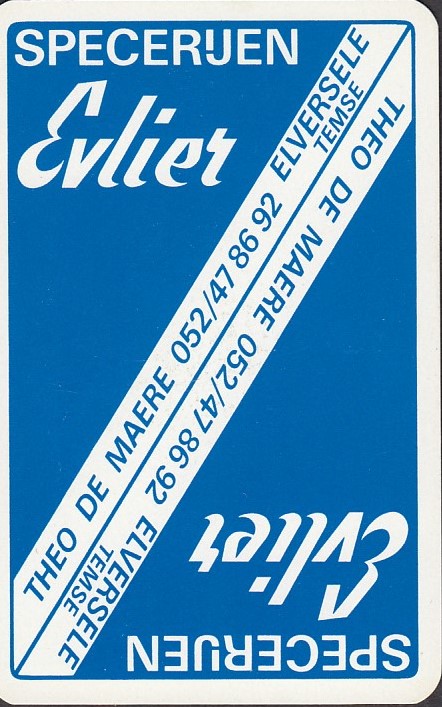 SPECERIJEN
Evlier
THEO DE MAERE 052/47 86 92 ELVERSELE
TEMSE
THEO DE MAERE 052/47 86 92 ELVERSELE
TEMSE
Evlier
SPECERIJEN